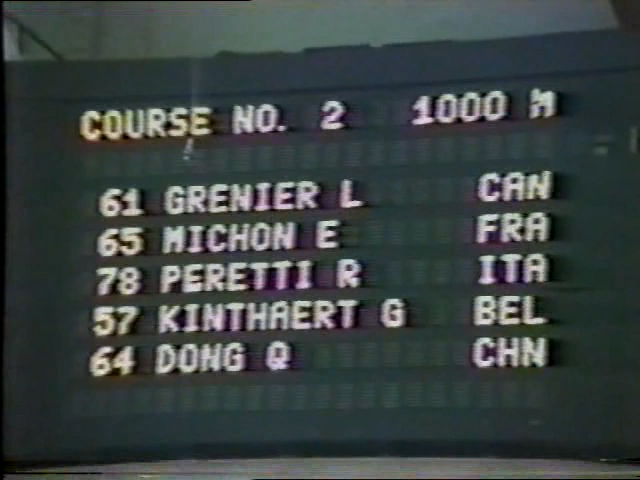 COURSE NO. 2 1000 M
61 GRENIER L CAN
65 MICHON E FRA
78 PERETTI R ITA
57 KINTHAERT G BEL
64 DONG Q CHN